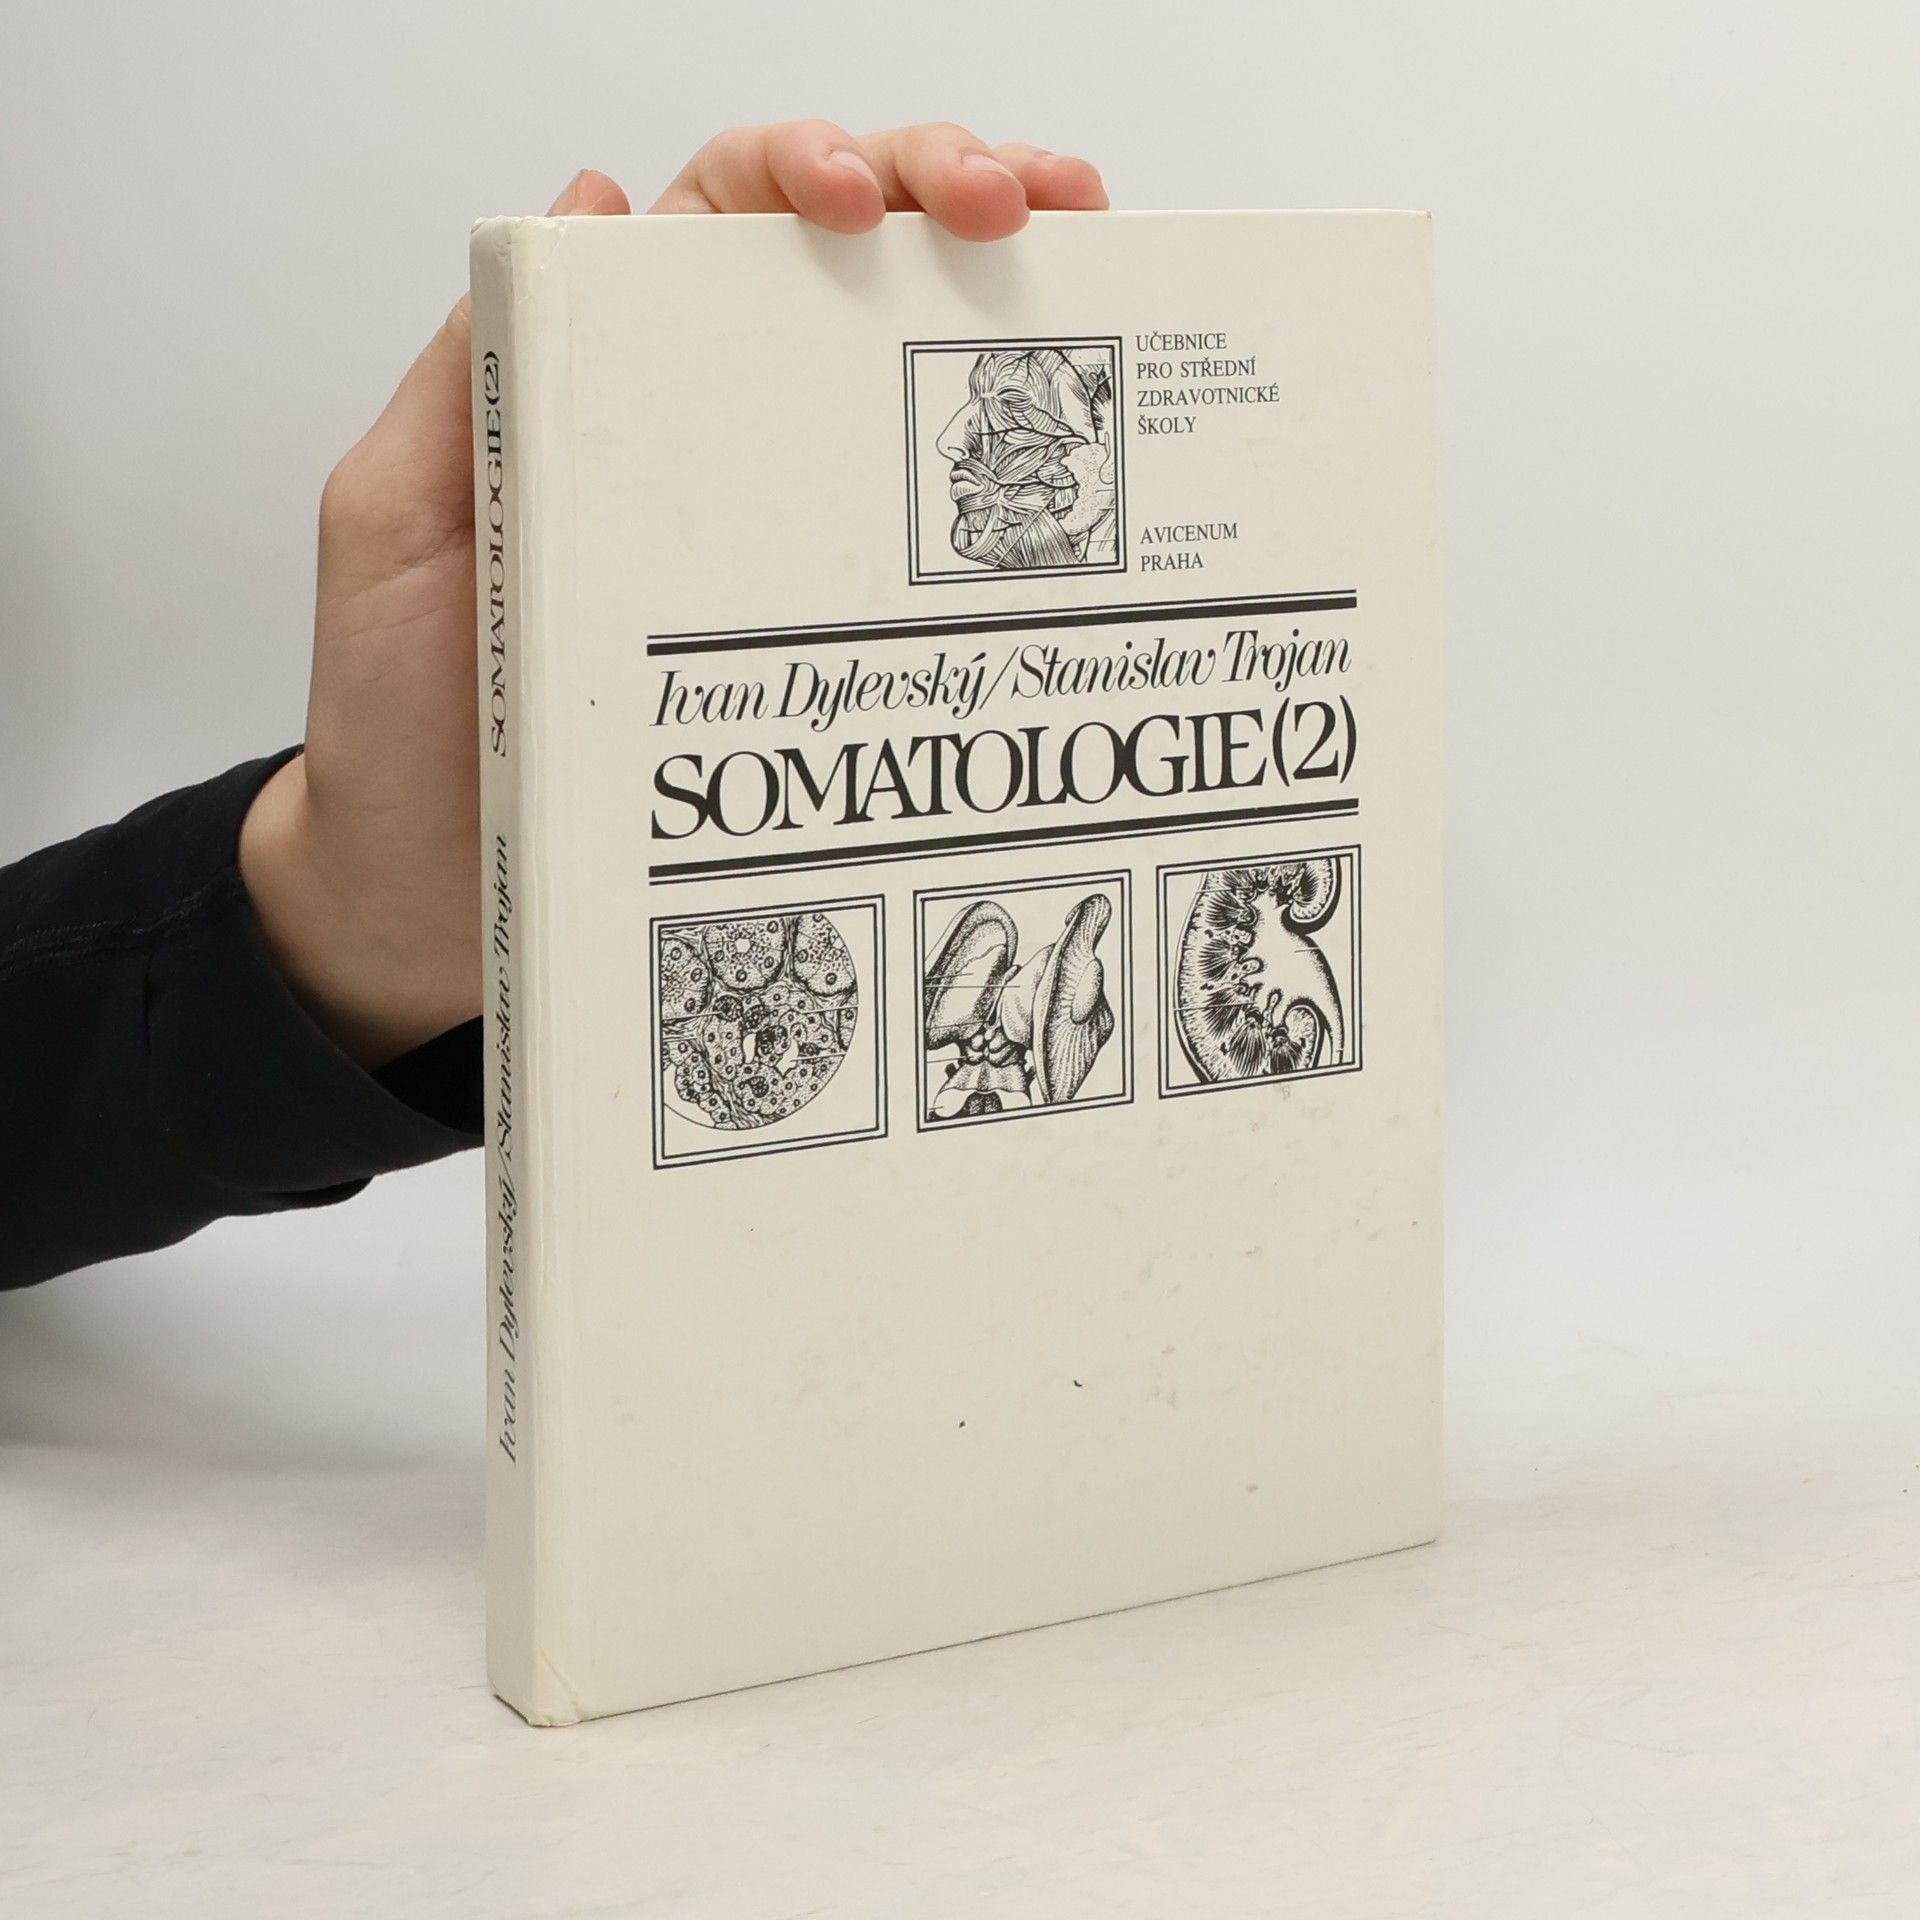 UČEBNICE
PRO STŘEDNÍ
ZDRAVOTNICKÉ
ŠKOLY
AVICENUM
PRAHA
Ivan Dylevský/Stanislav Trojan
SOMATOLOGIE(2)
Ivan Dylevský/Stanislav Trojan SOMATOLOGIE(2)